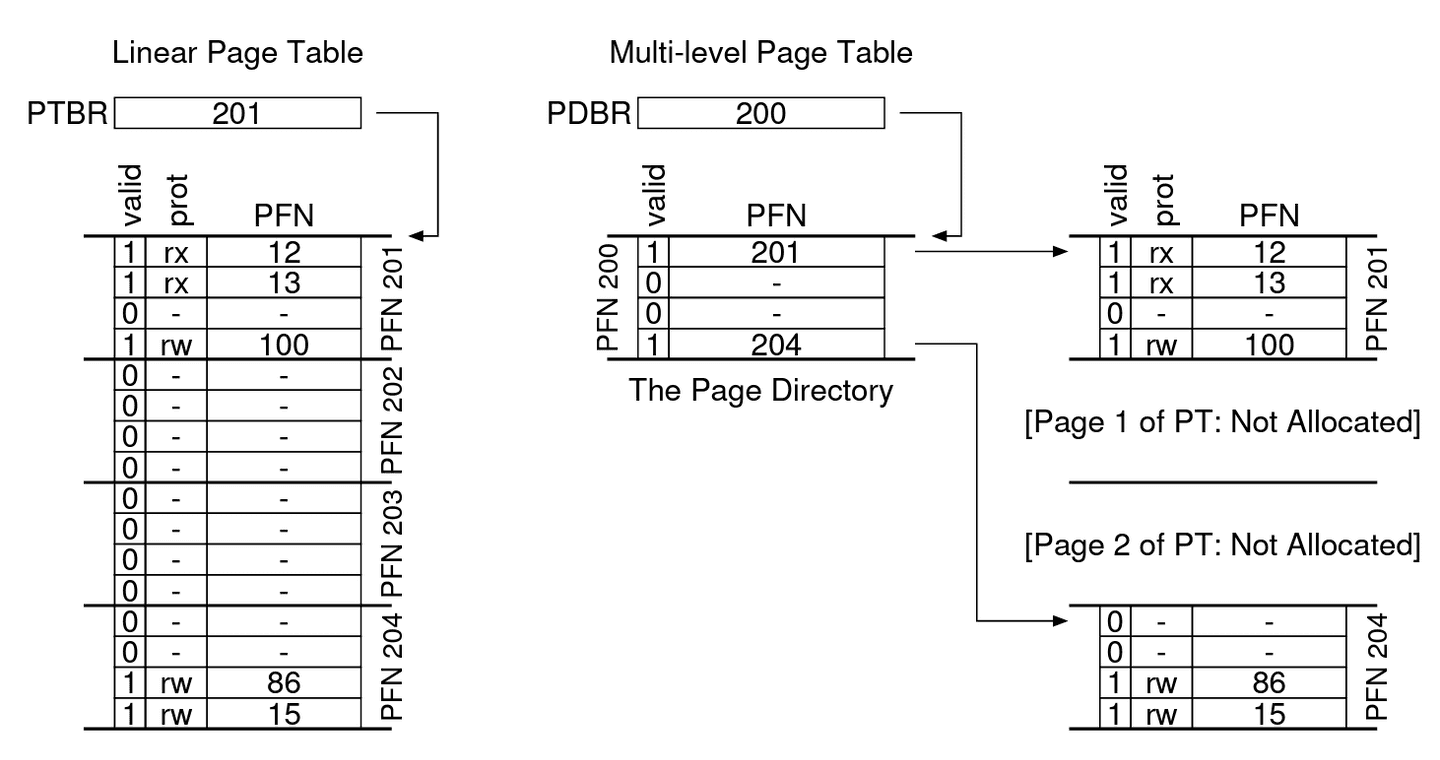 Linear Page Table
PTBR 201
valid prot PFN
1 rx 12
1 rx 13
0 - -
1 rw 100
PFN 201
0 - -
0 - -
0 - -
0 - -
PFN 202
0 - -
0 - -
0 - -
0 - -
PFN 203
0 - -
0 - -
1 rw 86
1 rw 15
PFN 204
Multi-level Page Table
PDBR 200
valid PFN
PFN 200
1 201
0 -
0 -
1 204
The Page Directory
valid prot PFN
1 rx 12
1 rx 13
0 - -
1 rw 100
PFN 201
[Page 1 of PT: Not Allocated]
[Page 2 of PT: Not Allocated]
0 - -
0 - -
1 rw 86
1 rw 15
PFN 204